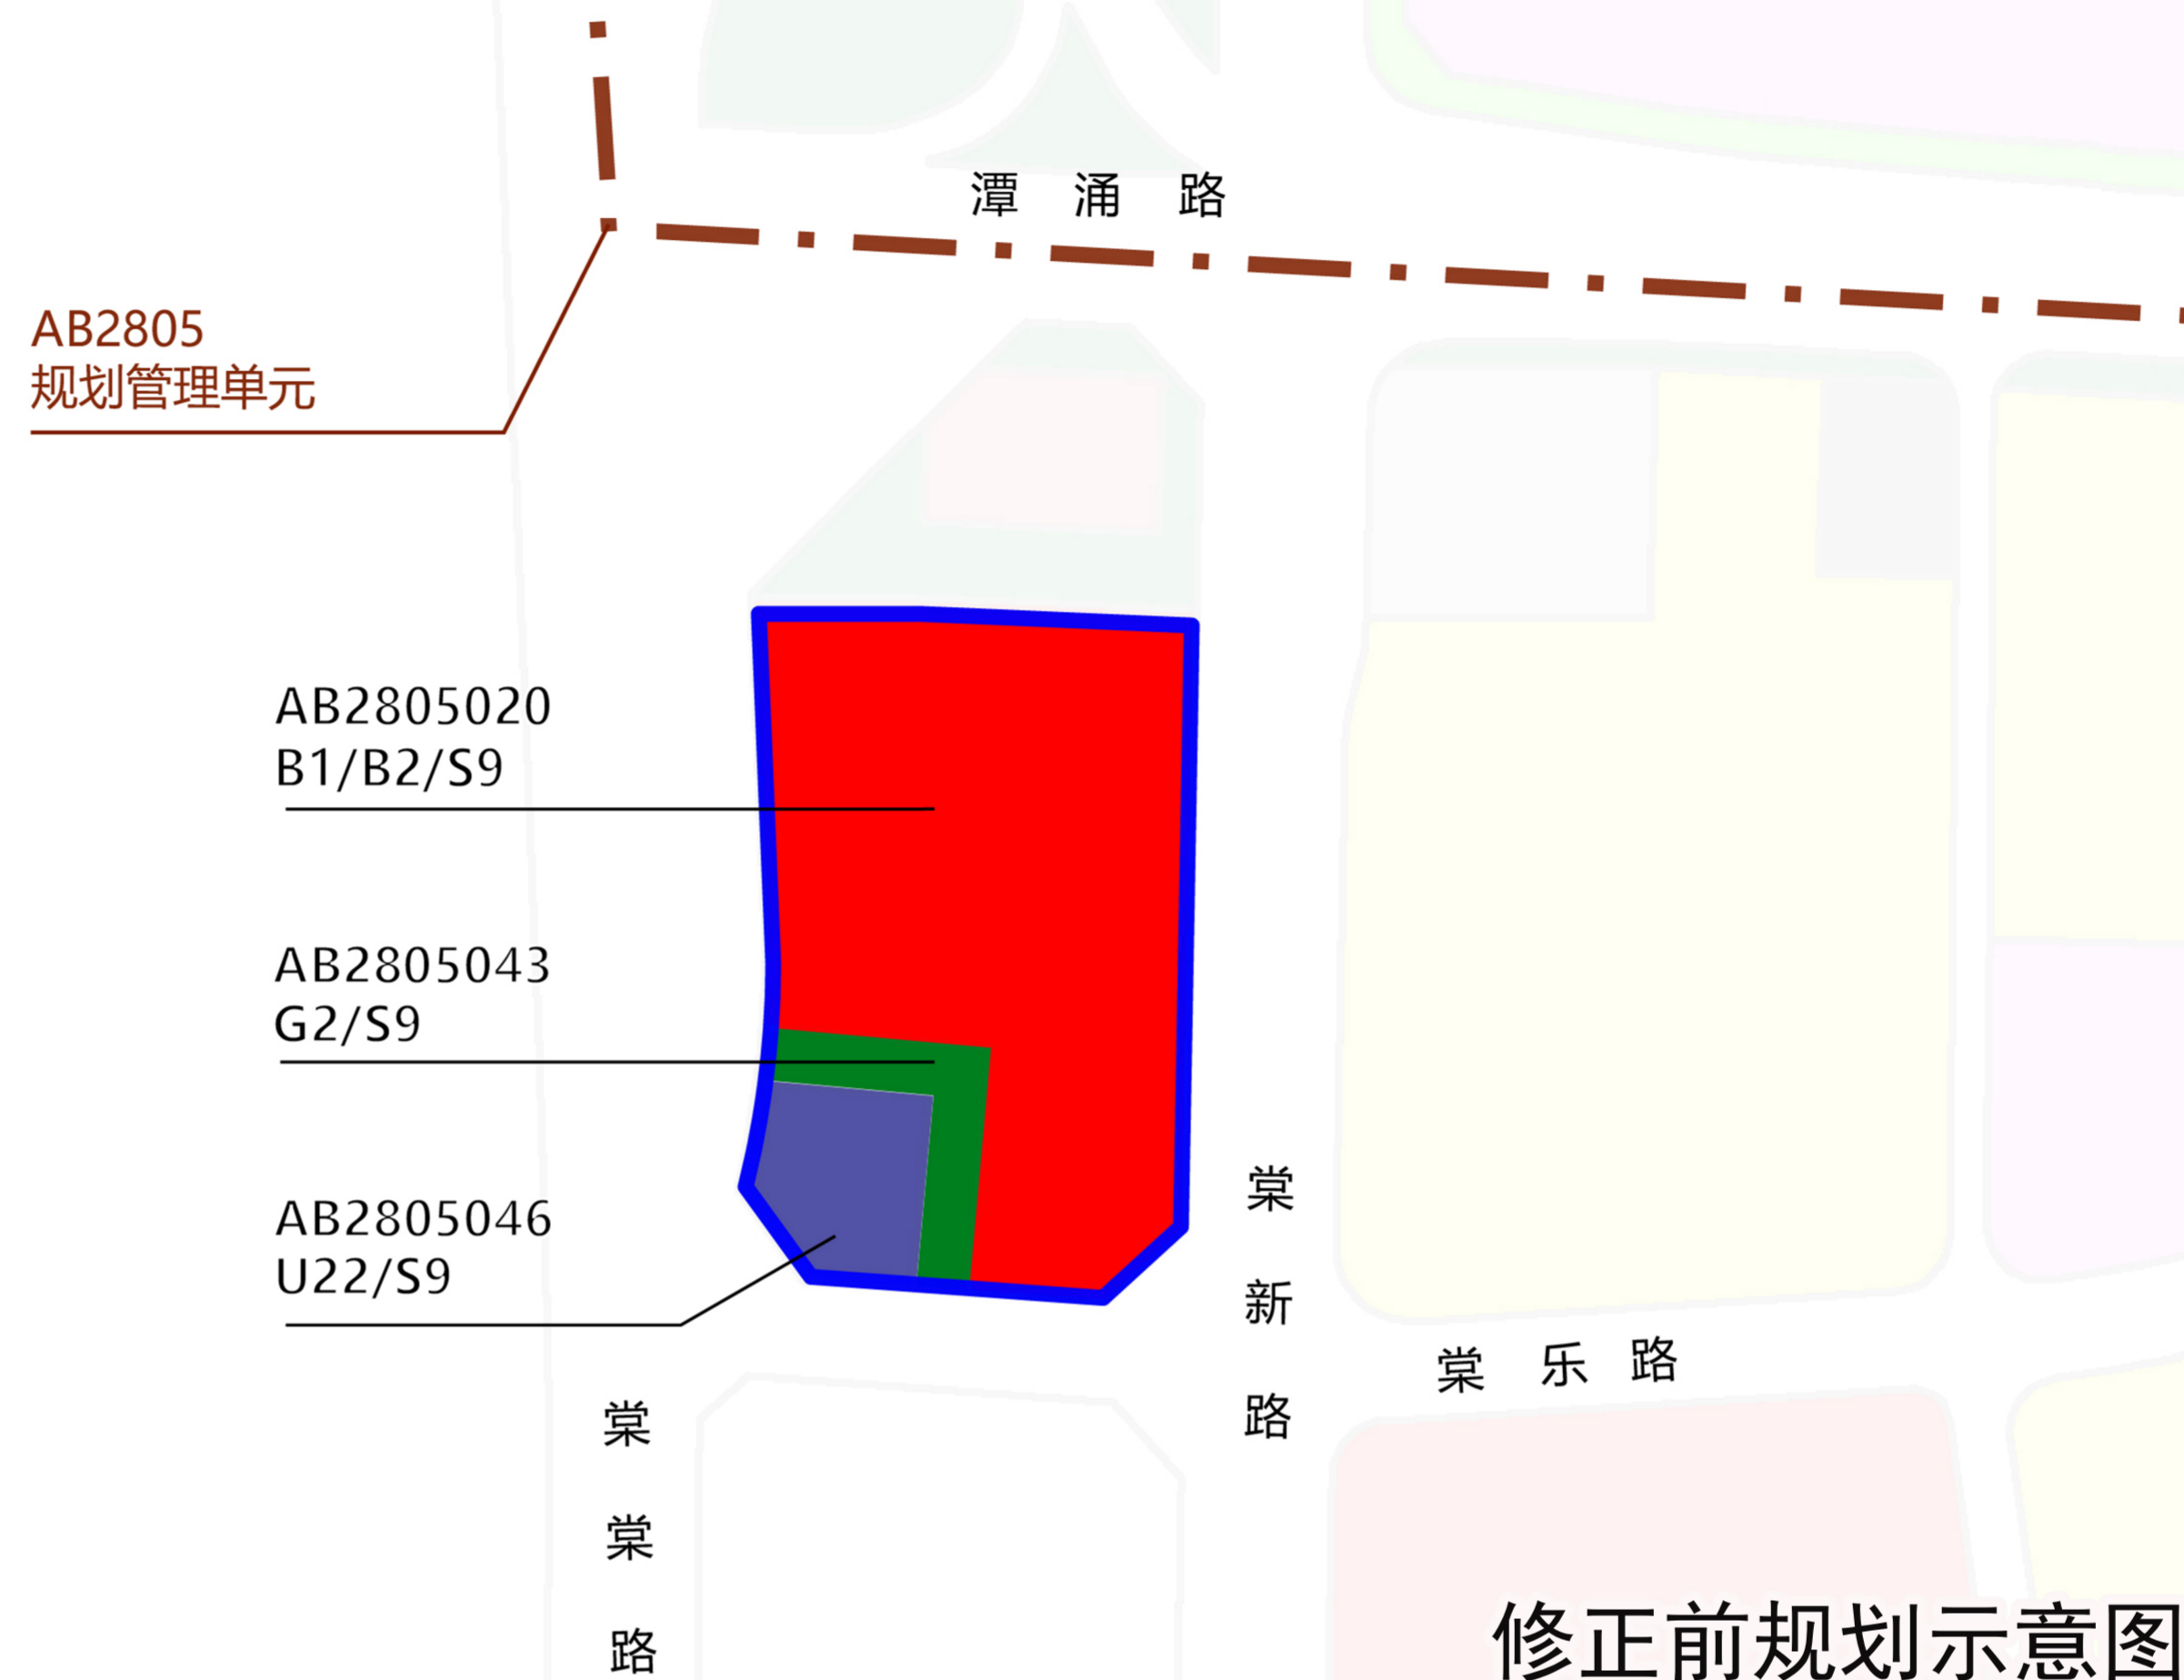 潭涌路
AB2805
规划管理单元
AB2805020
B1/B2/S9
AB2805043
G2/S9
AB2805046
U22/S9
棠新路
棠乐路
棠棠路
修正前规划示意图